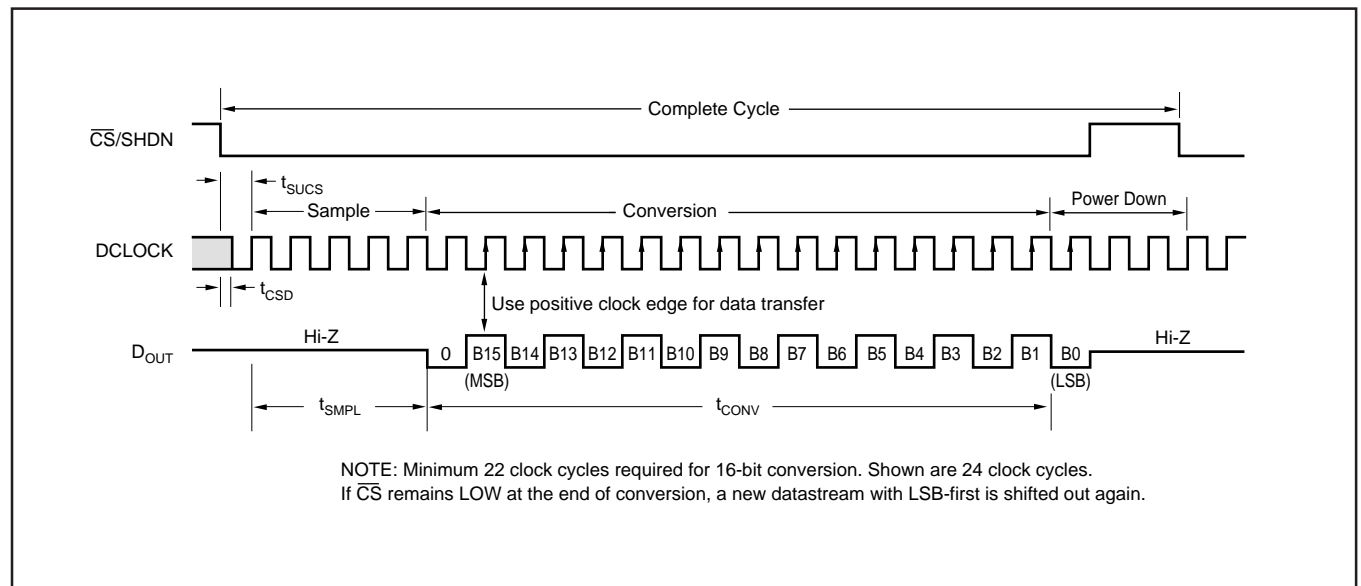 Complete Cycle
C̅S̅/SHDN
tSUCS
Sample
Conversion
Power Down
DCLOCK
tCSD
Use positive clock edge for data transfer
Hi-Z
Hi-Z
DOUT
0 B15 B14 B13 B12 B11 B10 B9 B8 B7 B6 B5 B4 B3 B2 B1 B0
(MSB)
(LSB)
tSMPL
tCONV
NOTE: Minimum 22 clock cycles required for 16-bit conversion. Shown are 24 clock cycles.
If C̅S̅ remains LOW at the end of conversion, a new datastream with LSB-first is shifted out again.